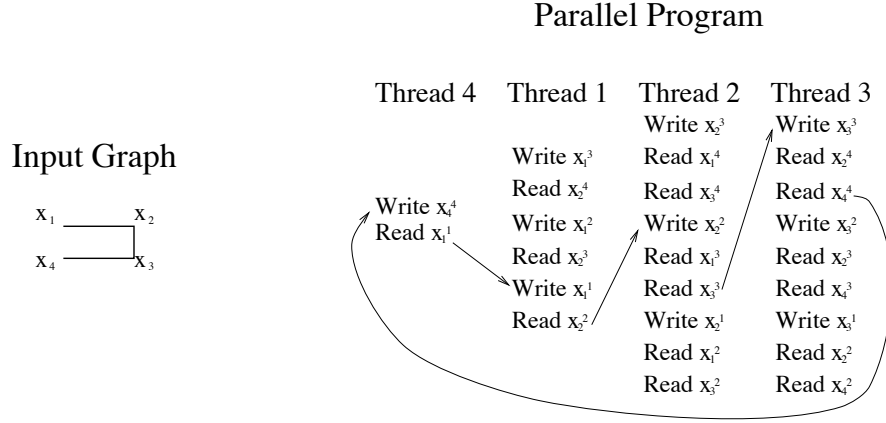 Parallel Program
Input Graph
x₁ x₂
x₄ x₃
Thread 4
Write x₄⁴
Read x₁¹
Thread 1
Write x₁³
Read x₂⁴
Write x₁²
Read x₂³
Write x₁¹
Read x₂²
Thread 2
Write x₂³
Read x₁⁴
Read x₃⁴
Write x₂²
Read x₁³
Read x₃³
Write x₂¹
Read x₁²
Read x₃²
Thread 3
Write x₃³
Read x₂⁴
Read x₄⁴
Write x₃²
Read x₂³
Read x₄³
Write x₃¹
Read x₂²
Read x₄²